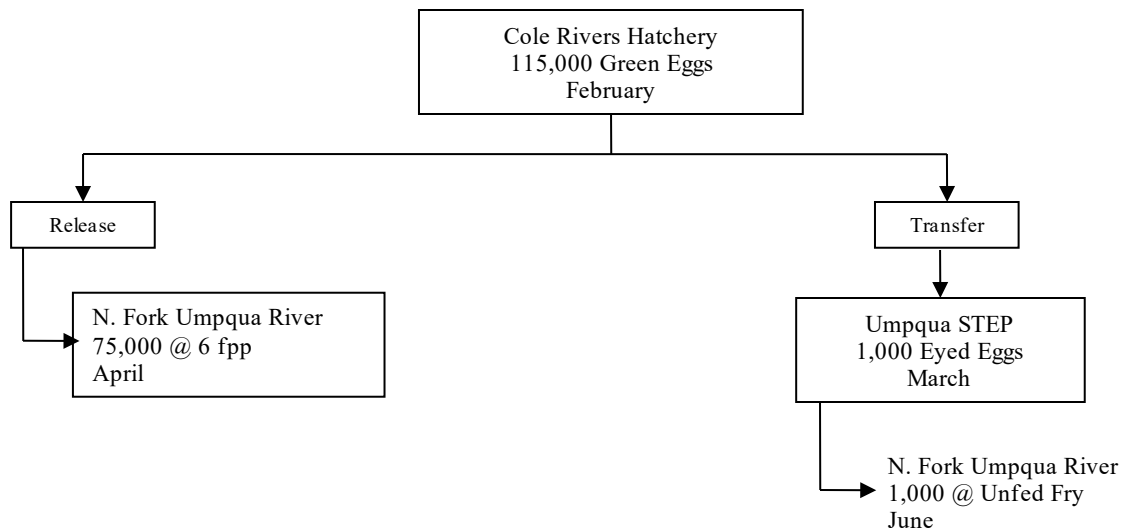 Cole Rivers Hatchery
115,000 Green Eggs
February
Release
Transfer
N. Fork Umpqua River
75,000 @ 6 fpp
April
Umpqua STEP
1,000 Eyed Eggs
March
N. Fork Umpqua River
1,000 @ Unfed Fry
June